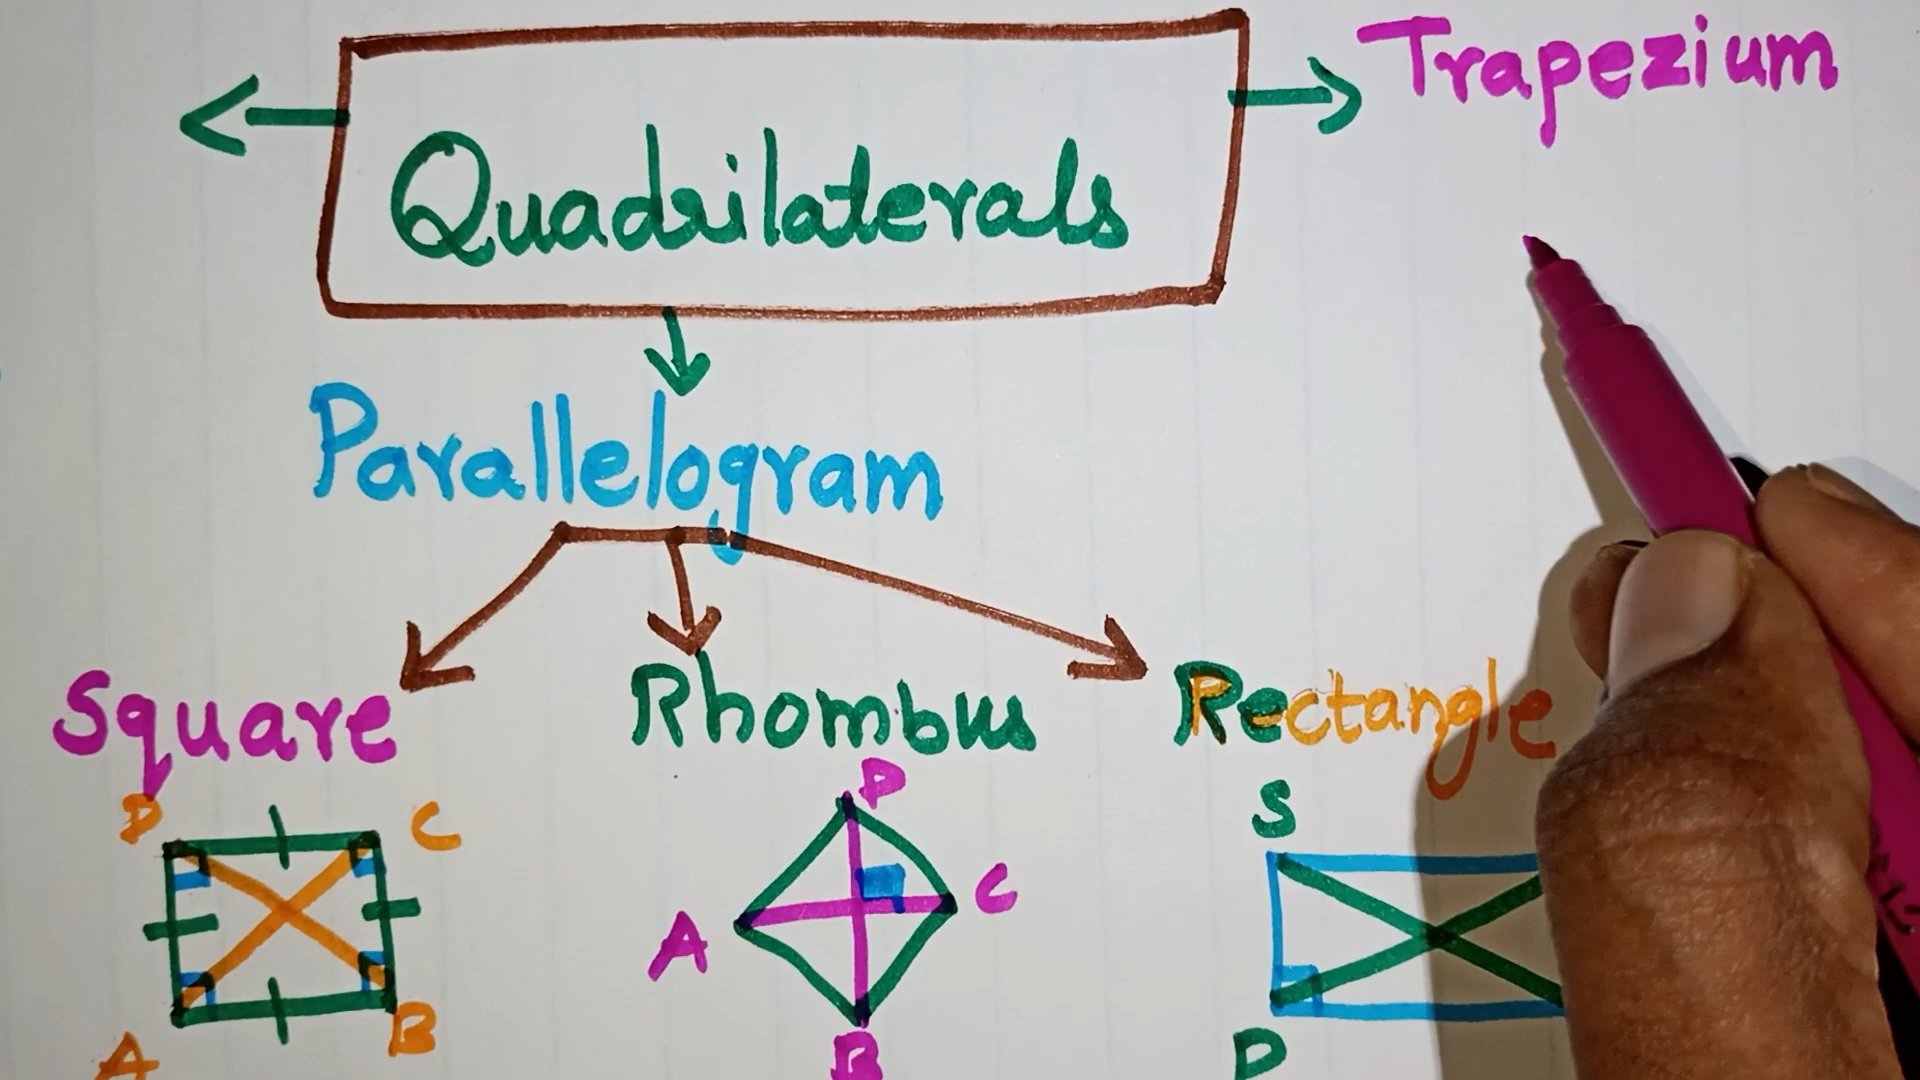 Trapezium
Quadrilaterals
Parallelogram
Square
Rhombus
Rectangle
D
C
A
B
D
A
C
B
S
P